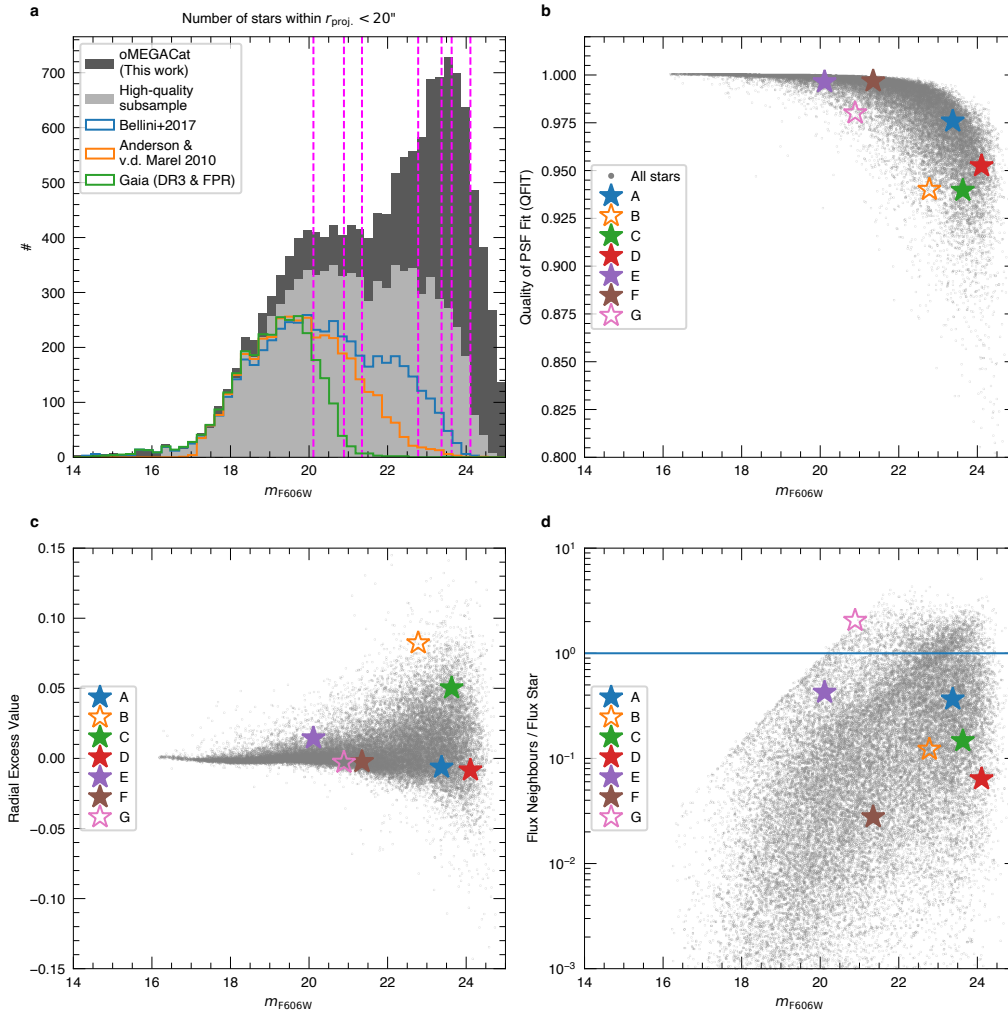 a
Number of stars within r_proj. < 20"
oMEGACat
(This work)
High-quality
subsample
Bellini+2017
Anderson &
v.d. Marel 2010
Gaia (DR3 & FPR)
700
600
500
400
300
200
100
0
#
14 16 18 20 22 24
m_F606W
b
1.000
0.975
0.950
0.925
0.900
0.875
0.850
0.825
0.800
Quality of PSF Fit (QFIT)
All stars
A
B
C
D
E
F
G
14 16 18 20 22 24
m_F606W
c
0.15
0.10
0.05
0.00
−0.05
−0.10
−0.15
Radial Excess Value
A
B
C
D
E
F
G
14 16 18 20 22 24
m_F606W
d
10¹
10⁰
10⁻¹
10⁻²
10⁻³
Flux Neighbours / Flux Star
A
B
C
D
E
F
G
14 16 18 20 22 24
m_F606W